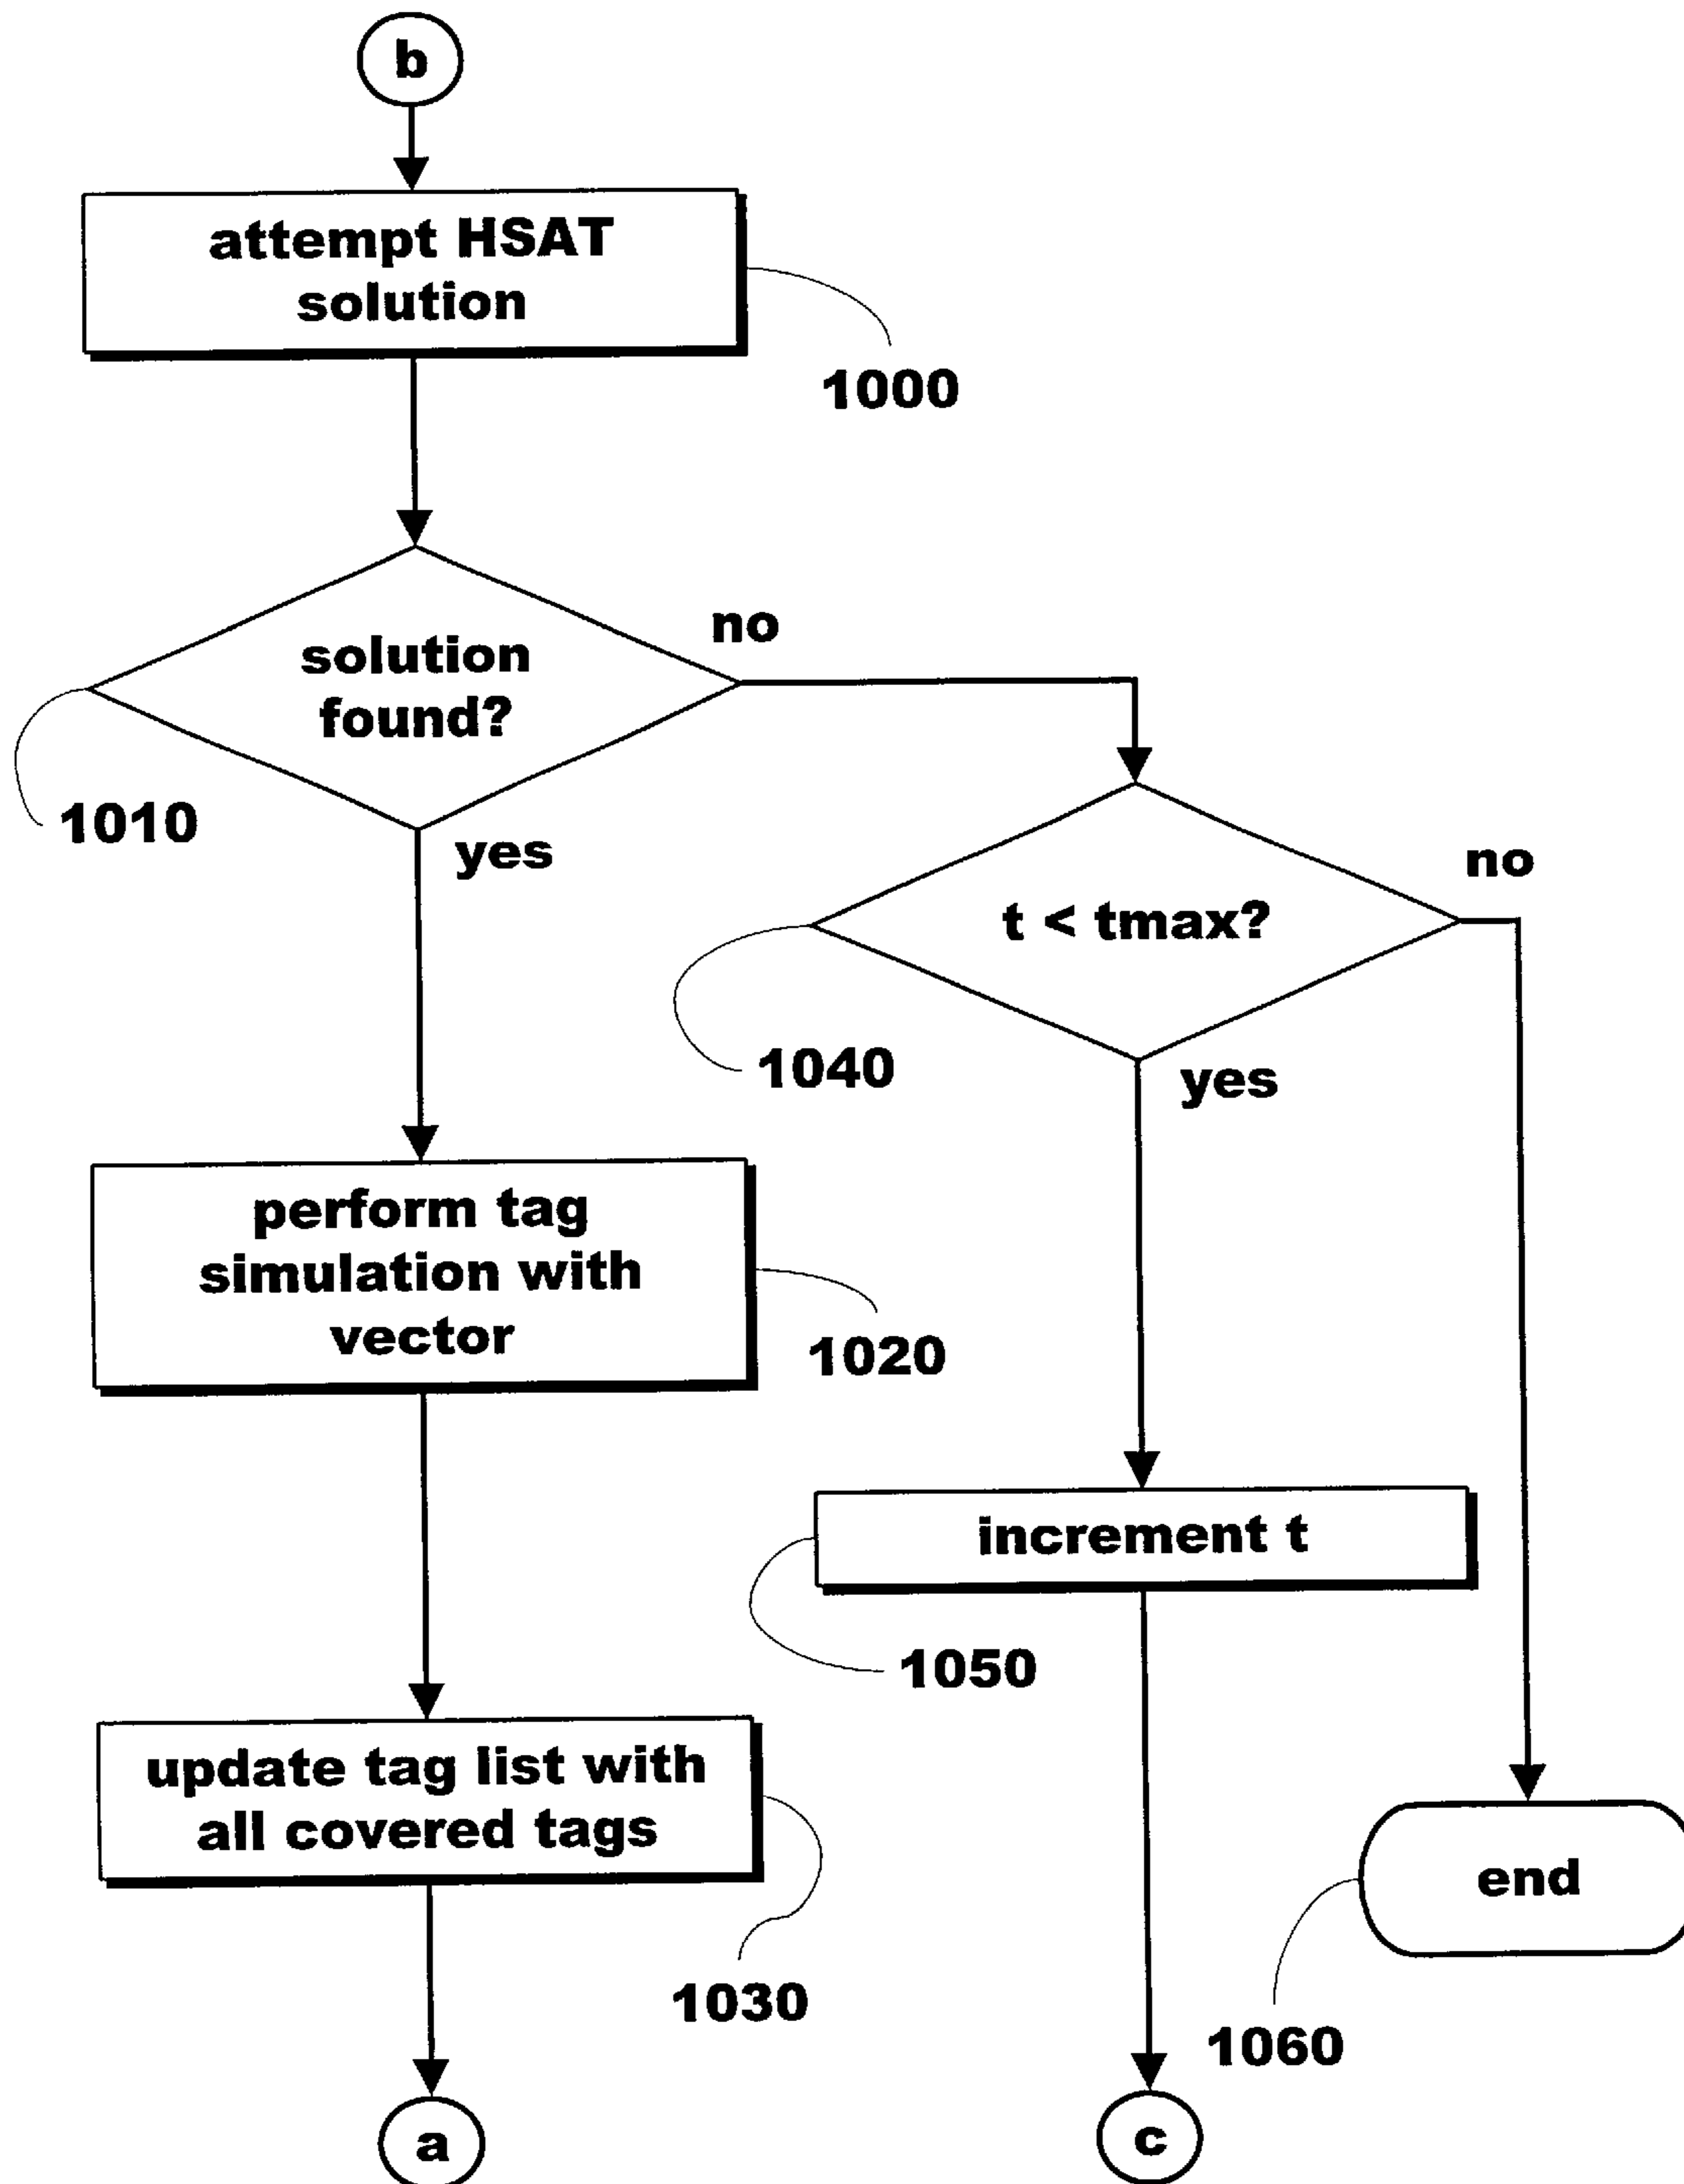 b
attempt HSAT
solution
1000
solution
found?
no
1010
yes
t < tmax?
no
1040
yes
perform tag
simulation with
vector
1020
increment t
1050
update tag list with
all covered tags
1030
end
1060
a
c